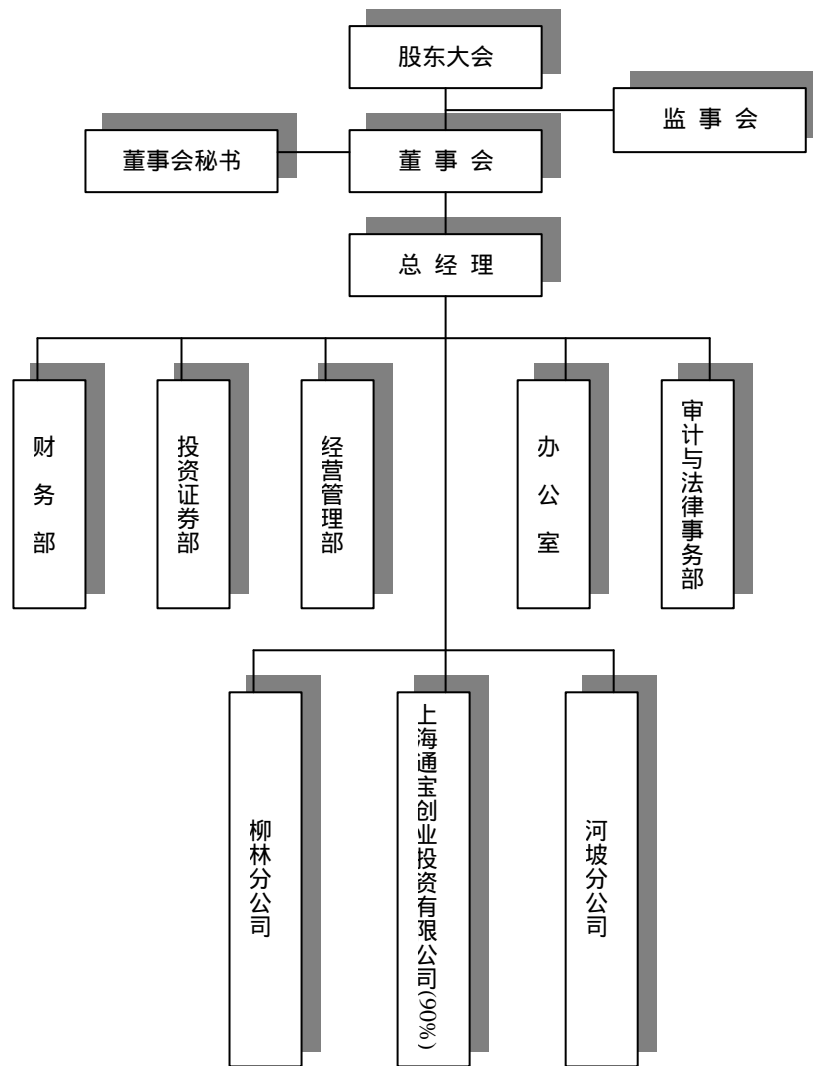 股东大会
监 事 会
董事会秘书
董 事 会
总 经 理
财务部
投资证券部
经营管理部
办公室
审计与法律事务部
柳林分公司
上海通宝创业投资有限公司(90%)
河坡分公司